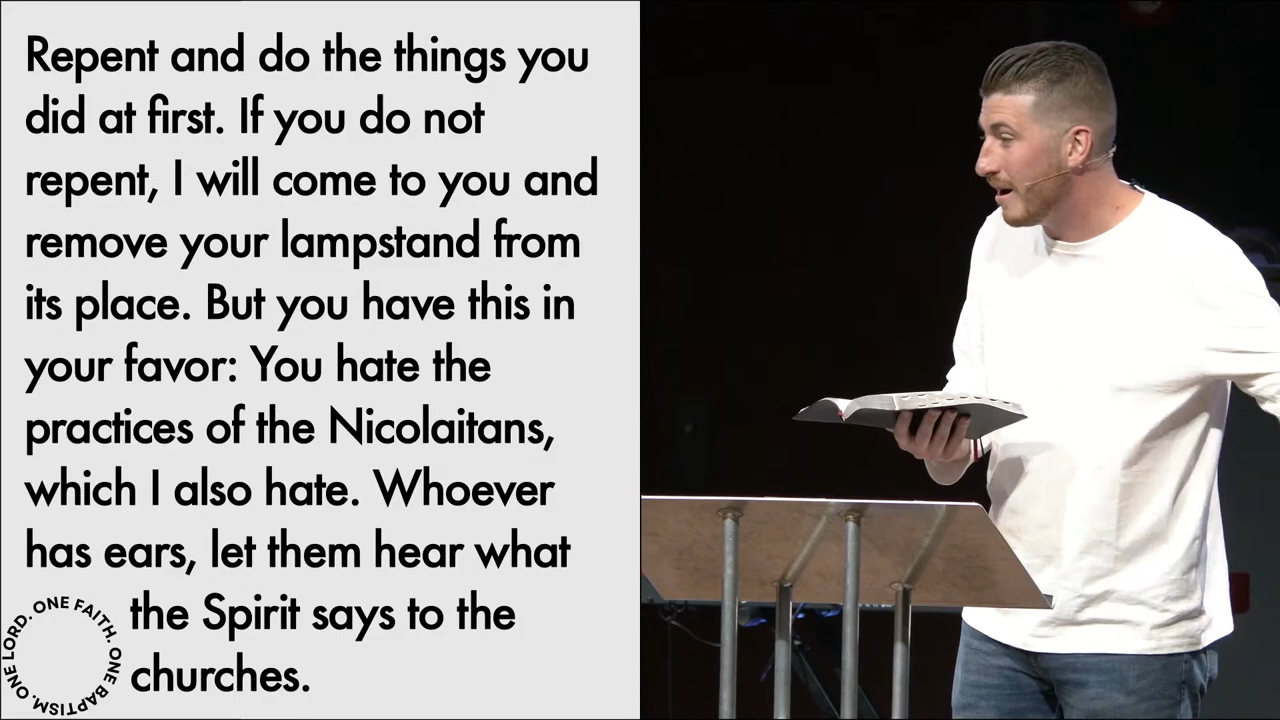 Repent and do the things you
did at first. If you do not
repent, I will come to you and
remove your lampstand from
its place. But you have this in
your favor: You hate the
practices of the Nicolaitans,
which I also hate. Whoever
has ears, let them hear what
the Spirit says to the
churches.
ONE LORD. ONE FAITH. ONE BAPTISM.